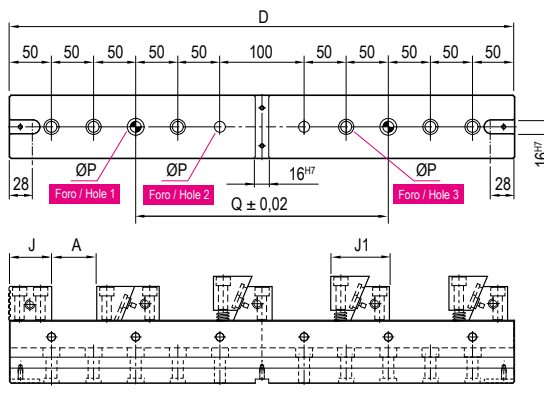 D
50 50 50 50 50 100 50 50 50 50 50
ØP ØP ØP
Foro / Hole 1 Foro / Hole 2 Foro / Hole 3
16H7
16H7
28 28
Q ± 0,02
J A J1